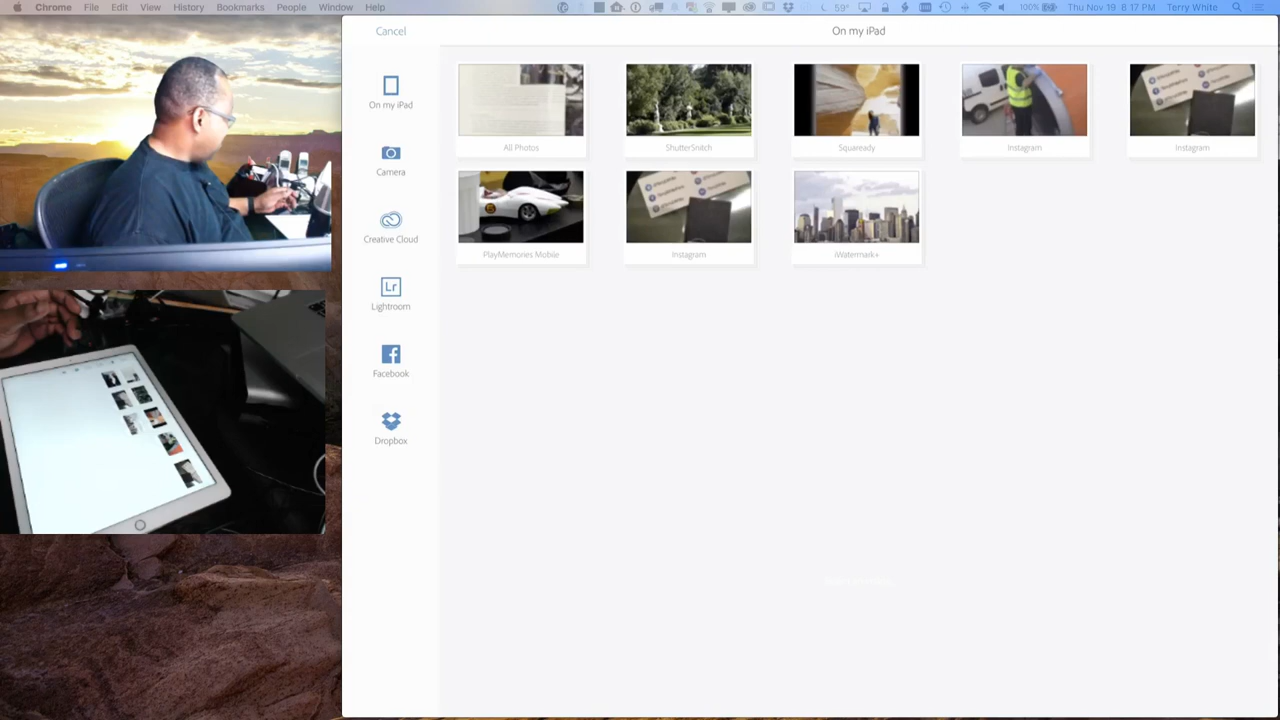 Chrome File Edit View History Bookmarks People Window Help 59° 100% Thu Nov 19 8:17 PM Terry White
Cancel
On my iPad
On my iPad
Camera
Creative Cloud
Lr
Lightroom
Facebook
Dropbox
All Photos
ShutterSnitch
Squaready
Instagram
Instagram
PlayMemories Mobile
Instagram
iWatermark+